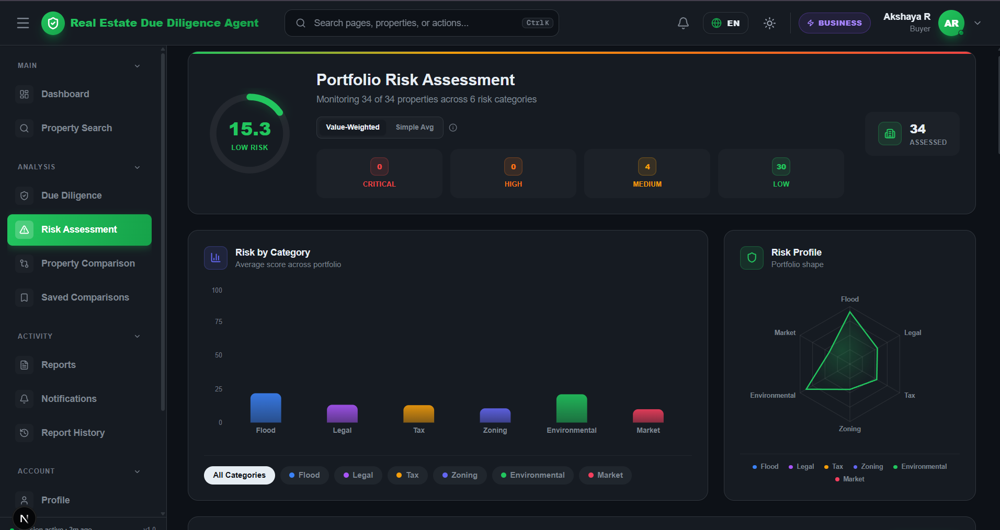 Real Estate Due Diligence Agent
Search pages, properties, or actions...
Ctrl K
EN
BUSINESS
Akshaya R
Buyer
AR
MAIN
Dashboard
Property Search
ANALYSIS
Due Diligence
Risk Assessment
Property Comparison
Saved Comparisons
ACTIVITY
Reports
Notifications
Report History
ACCOUNT
Profile
N
sion active · 3m ago
v1.0
15.3
LOW RISK
Portfolio Risk Assessment
Monitoring 34 of 34 properties across 6 risk categories
Value-Weighted
Simple Avg
0
CRITICAL
0
HIGH
4
MEDIUM
30
LOW
34
ASSESSED
Risk by Category
Average score across portfolio
100
75
50
25
0
Flood
Legal
Tax
Zoning
Environmental
Market
All Categories
Flood
Legal
Tax
Zoning
Environmental
Market
Risk Profile
Portfolio shape
Flood
Market
Legal
Environmental
Tax
Zoning
Flood
Legal
Tax
Zoning
Environmental
Market